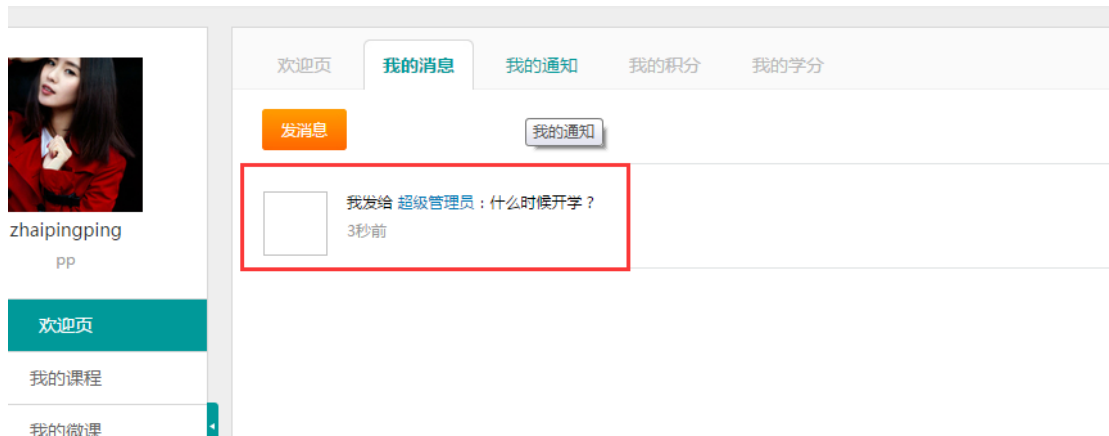 欢迎页 我的消息 我的通知 我的积分 我的学分
发消息
我的通知
我发给 超级管理员：什么时候开学？
3秒前
zhaipingping
pp
欢迎页
我的课程
我的微课